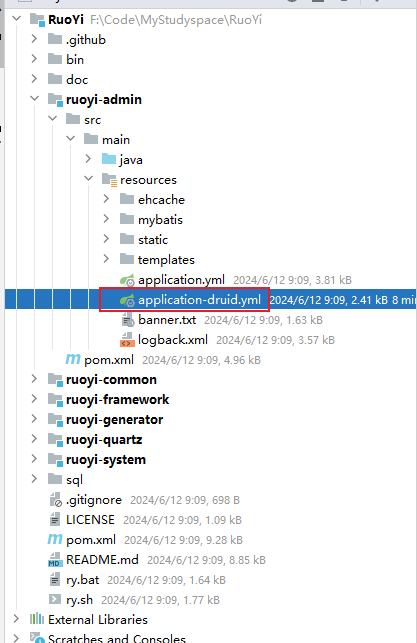 RuoYi F:\Code\MyStudyspace\RuoYi
.github
bin
doc
ruoyi-admin
src
main
java
resources
ehcache
mybatis
static
templates
application.yml 2024/6/12 9:09, 3.81 kB
application-druid.yml 2024/6/12 9:09, 2.41 kB 8 min
banner.txt 2024/6/12 9:09, 1.63 kB
logback.xml 2024/6/12 9:09, 3.57 kB
pom.xml 2024/6/12 9:09, 4.96 kB
ruoyi-common
ruoyi-framework
ruoyi-generator
ruoyi-quartz
ruoyi-system
sql
.gitignore 2024/6/12 9:09, 698 B
LICENSE 2024/6/12 9:09, 1.09 kB
pom.xml 2024/6/12 9:09, 9.28 kB
README.md 2024/6/12 9:09, 8.85 kB
ry.bat 2024/6/12 9:09, 1.64 kB
ry.sh 2024/6/12 9:09, 1.77 kB
External Libraries
Scratches and Consoles